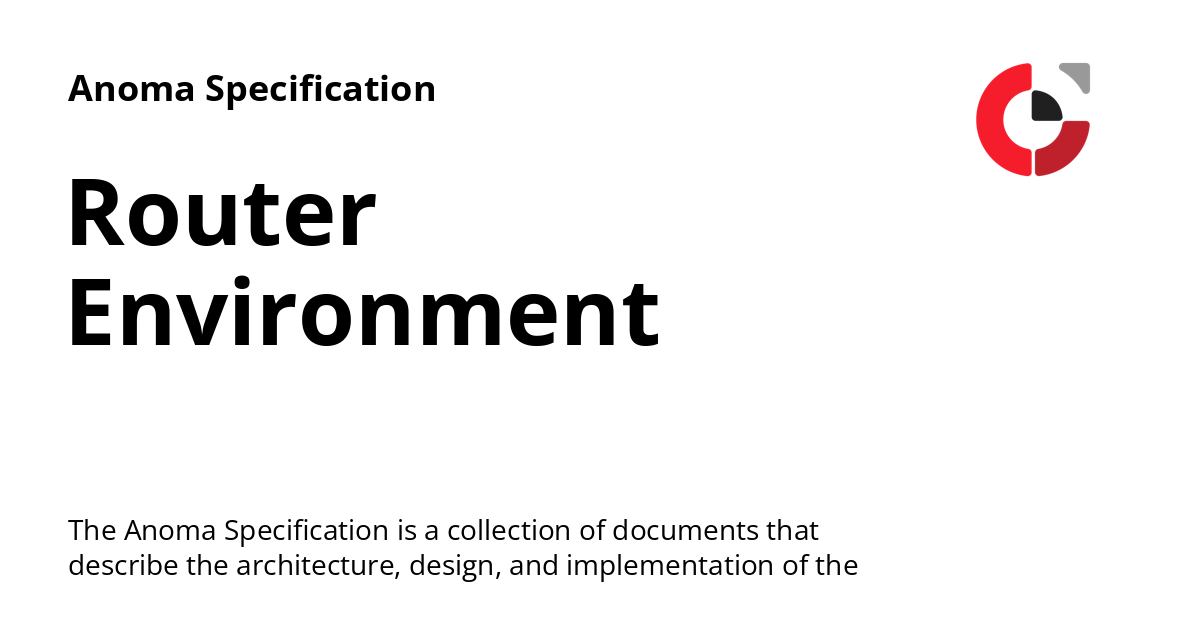 Anoma Specification
Router
Environment
The Anoma Specification is a collection of documents that
describe the architecture, design, and implementation of the